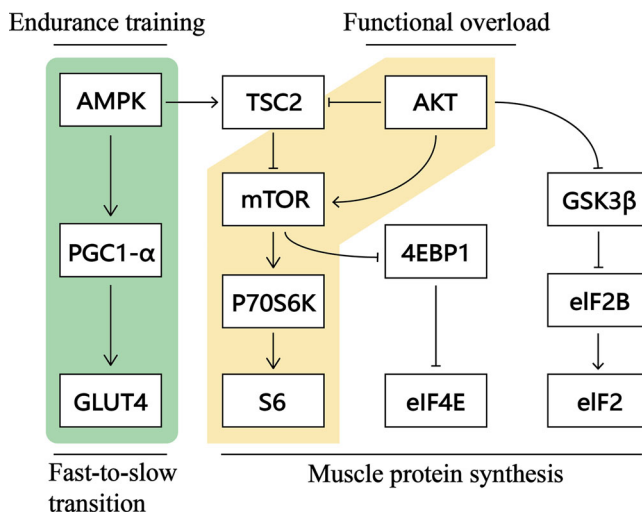 Endurance training
Functional overload
AMPK
TSC2
AKT
mTOR
GSK3β
PGC1-α
4EBP1
P70S6K
eIF2B
GLUT4
S6
eIF4E
eIF2
Fast-to-slow
transition
Muscle protein synthesis